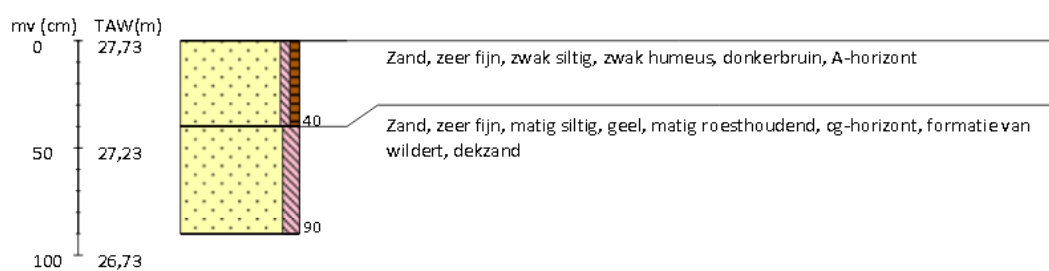 mv (cm) TAW(m)
0 27,73
Zand, zeer fijn, zwak siltig, zwak humeus, donkerbruin, A-horizont
40
Zand, zeer fijn, matig siltig, geel, matig roesthoudend, cg-horizont, formatie van
wildert, dekzand
50 27,23
90
100 26,73